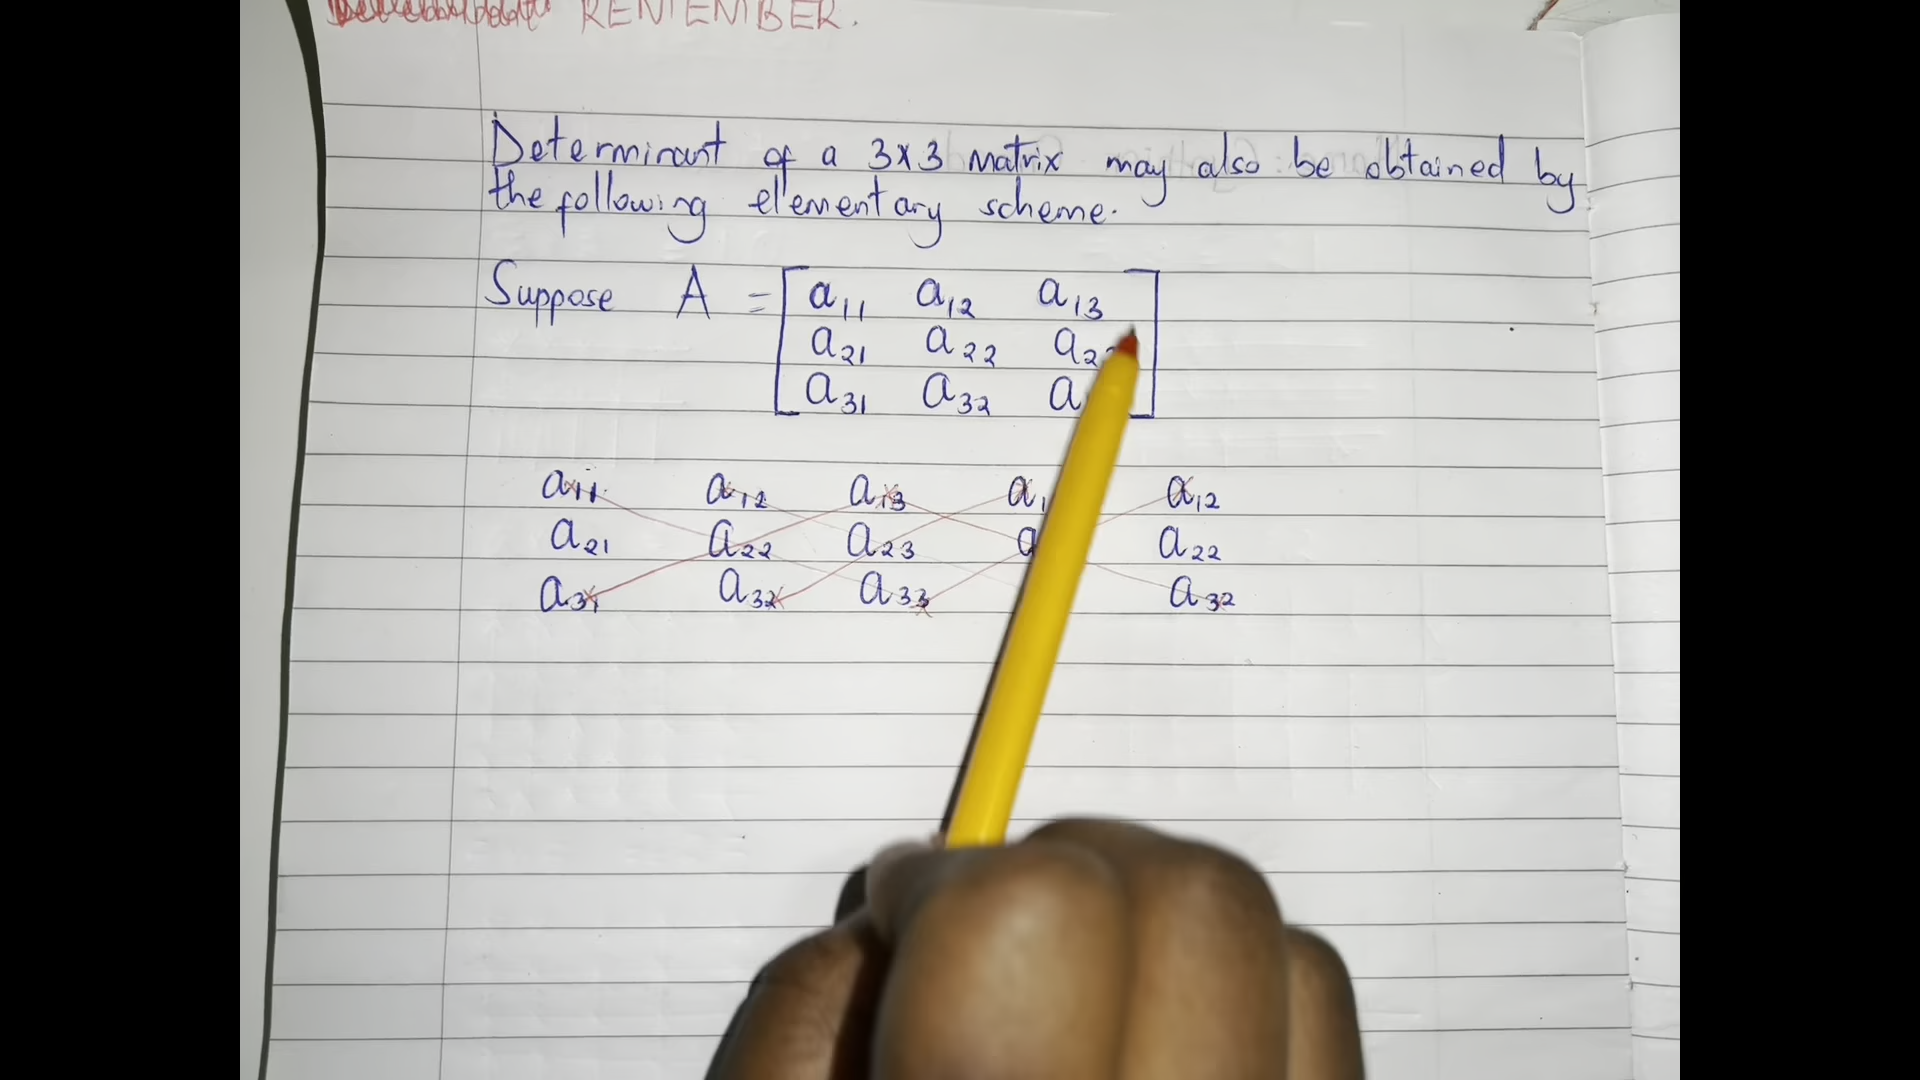 REMEMBER.
Determinant of a 3x3 matrix may also be obtained by
the following elementary scheme.
Suppose A = [a11 a12 a13
a21 a22
a31 a32
a11 a12 a13 a12
a21 a22 a23 a22
a31 a32 a33 a32